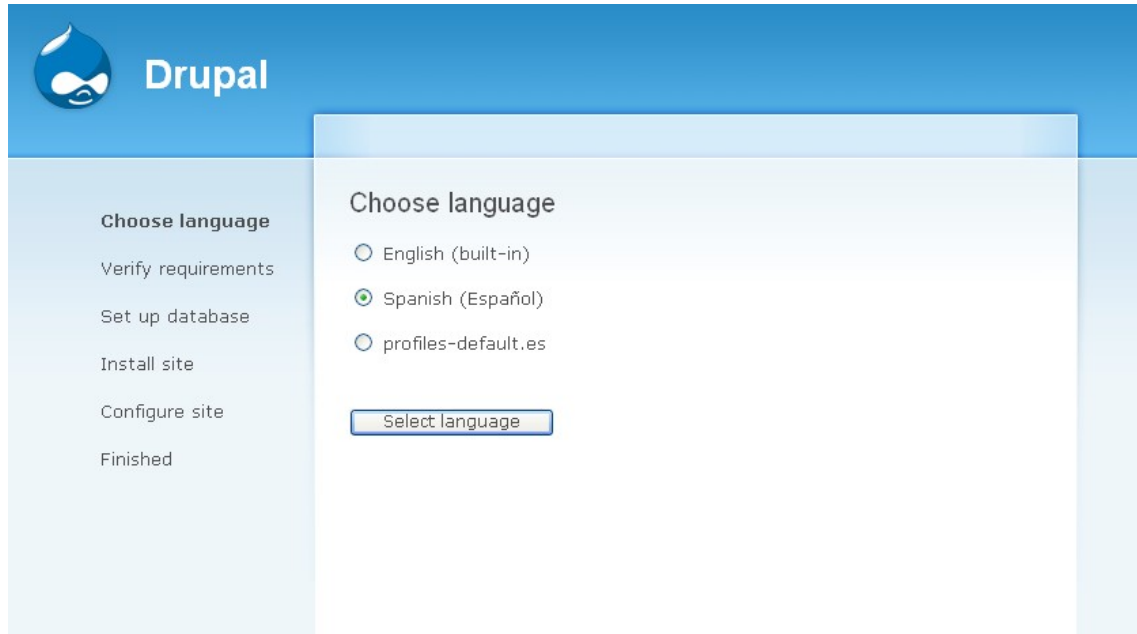 Drupal
Choose language
Verify requirements
Set up database
Install site
Configure site
Finished
Choose language
English (built-in)
Spanish (Español)
profiles-default.es
Select language